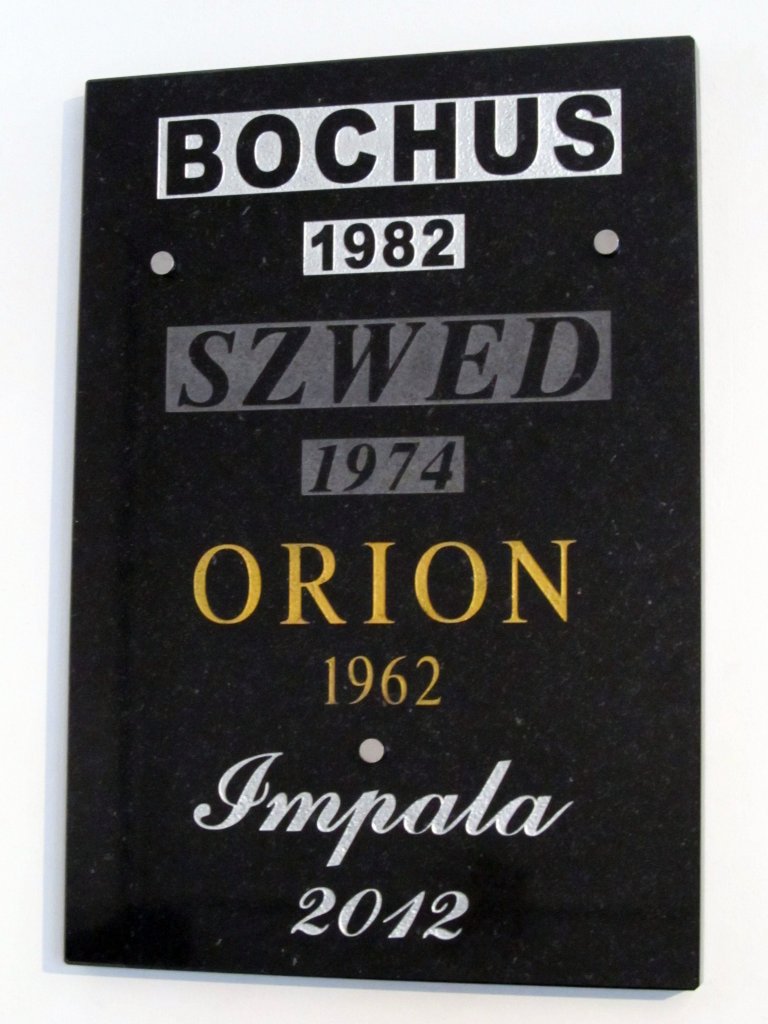 BOCHUS
1982
SZWED
1974
ORION
1962
Impala
2012